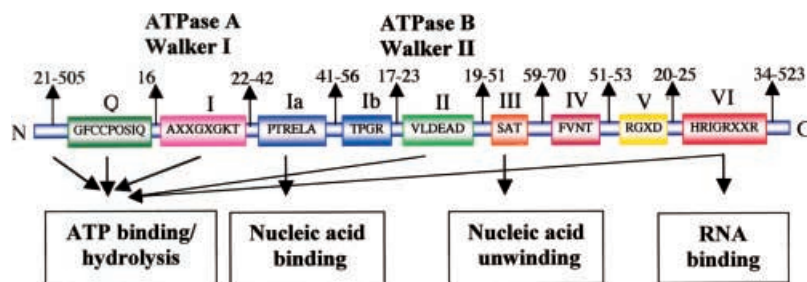 ATPase A
Walker I
ATPase B
Walker II
21-505 16 22-42 41-56 17-23 19-51 59-70 51-53 20-25 34-523
Q I Ia Ib II III IV V VI
N GFCCPOSIQ AXXGXGKT PTRELA TPGR VLDEAD SAT FVNT RGXD HRIGRXXR C
ATP binding/
hydrolysis
Nucleic acid
binding
Nucleic acid
unwinding
RNA
binding